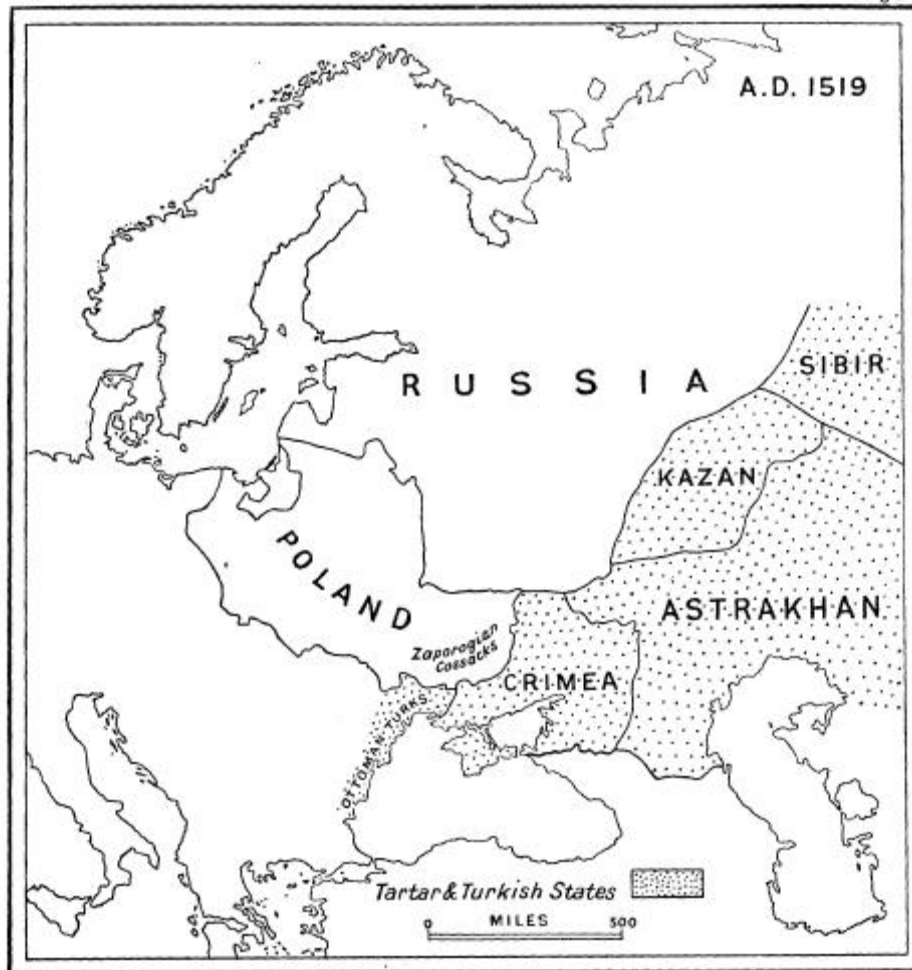 A.D. 1519
RUSSIA
SIBIR
KAZAN
POLAND
ASTRAKHAN
Zaporogian
Cossacks
CRIMEA
OTTOMAN TURKS
Tartar & Turkish States
0 MILES 500